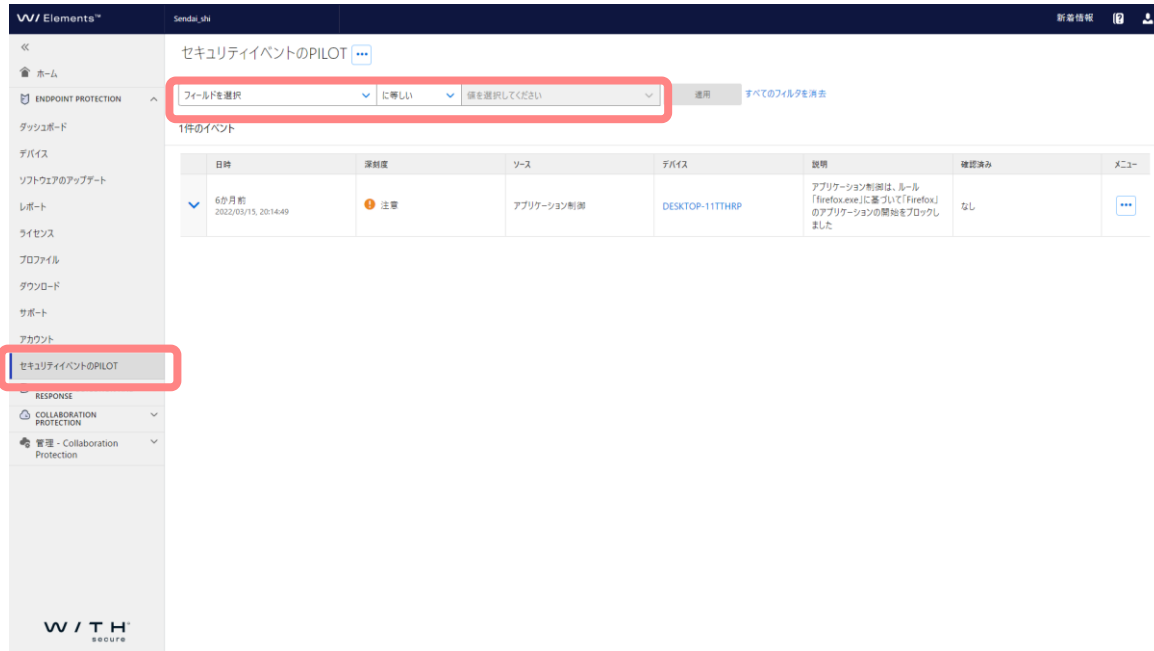 W/ Elements™
Sendai_shi
新着情報
ホーム
ENDPOINT PROTECTION
ダッシュボード
デバイス
ソフトウェアのアップデート
レポート
ライセンス
プロファイル
ダウンロード
サポート
アカウント
セキュリティイベントのPILOT
RESPONSE
COLLABORATION
PROTECTION
管理 - Collaboration
Protection
W / T H
secure
セキュリティイベントのPILOT
フィールドを選択
に等しい
値を選択してください
適用
すべてのフィルタを消去
1件のイベント
日時
深刻度
ソース
デバイス
説明
確認済み
メニュー
6か月前
2022/03/15, 20:14:49
注意
アプリケーション制御
DESKTOP-11TTHRP
アプリケーション制御は、ルール
「firefox.exe」に基づいて「Firefox」
のアプリケーションの開始をブロックし
ました
なし